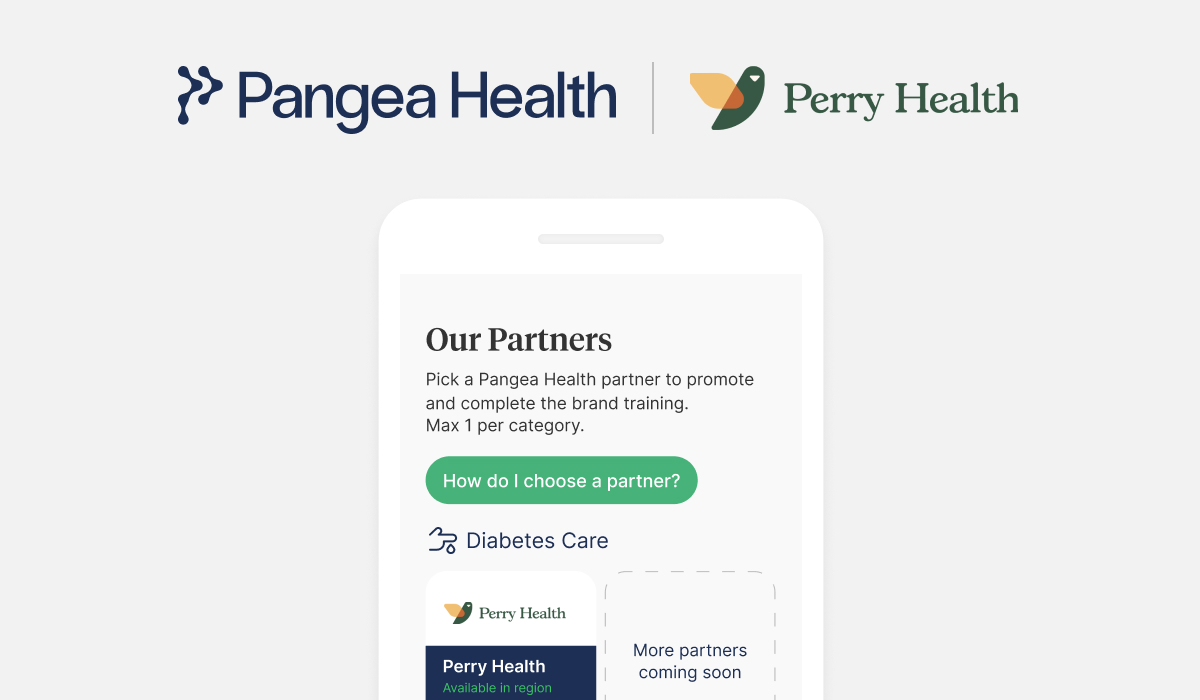 Pangea Health
Perry Health
Our Partners
Pick a Pangea Health partner to promote
and complete the brand training.
Max 1 per category.
How do I choose a partner?
Diabetes Care
Perry Health
Perry Health
Available in region
More partners
coming soon